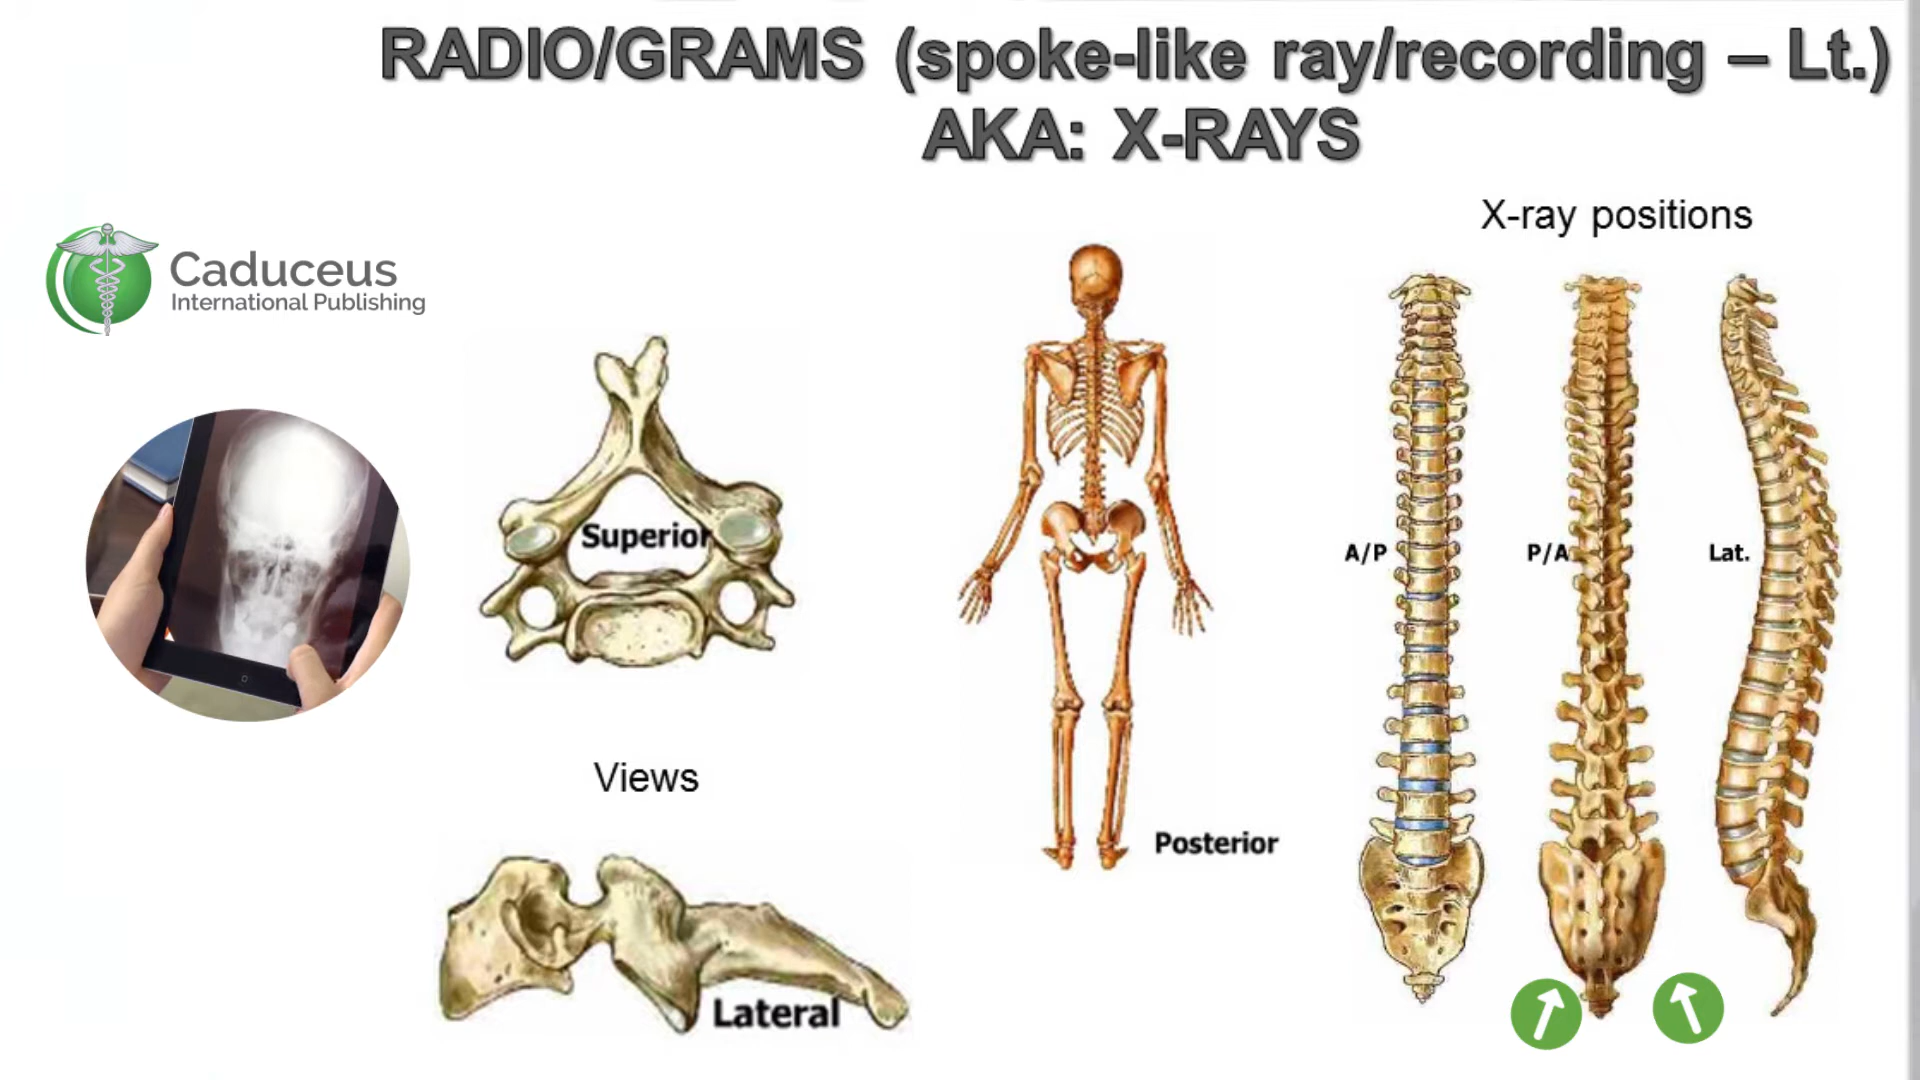 RADIO/GRAMS (spoke-like ray/recording – Lt.)
AKA: X-RAYS
X-ray positions
Caduceus
International Publishing
Superior
A/P
P/A
Lat.
Views
Posterior
Lateral